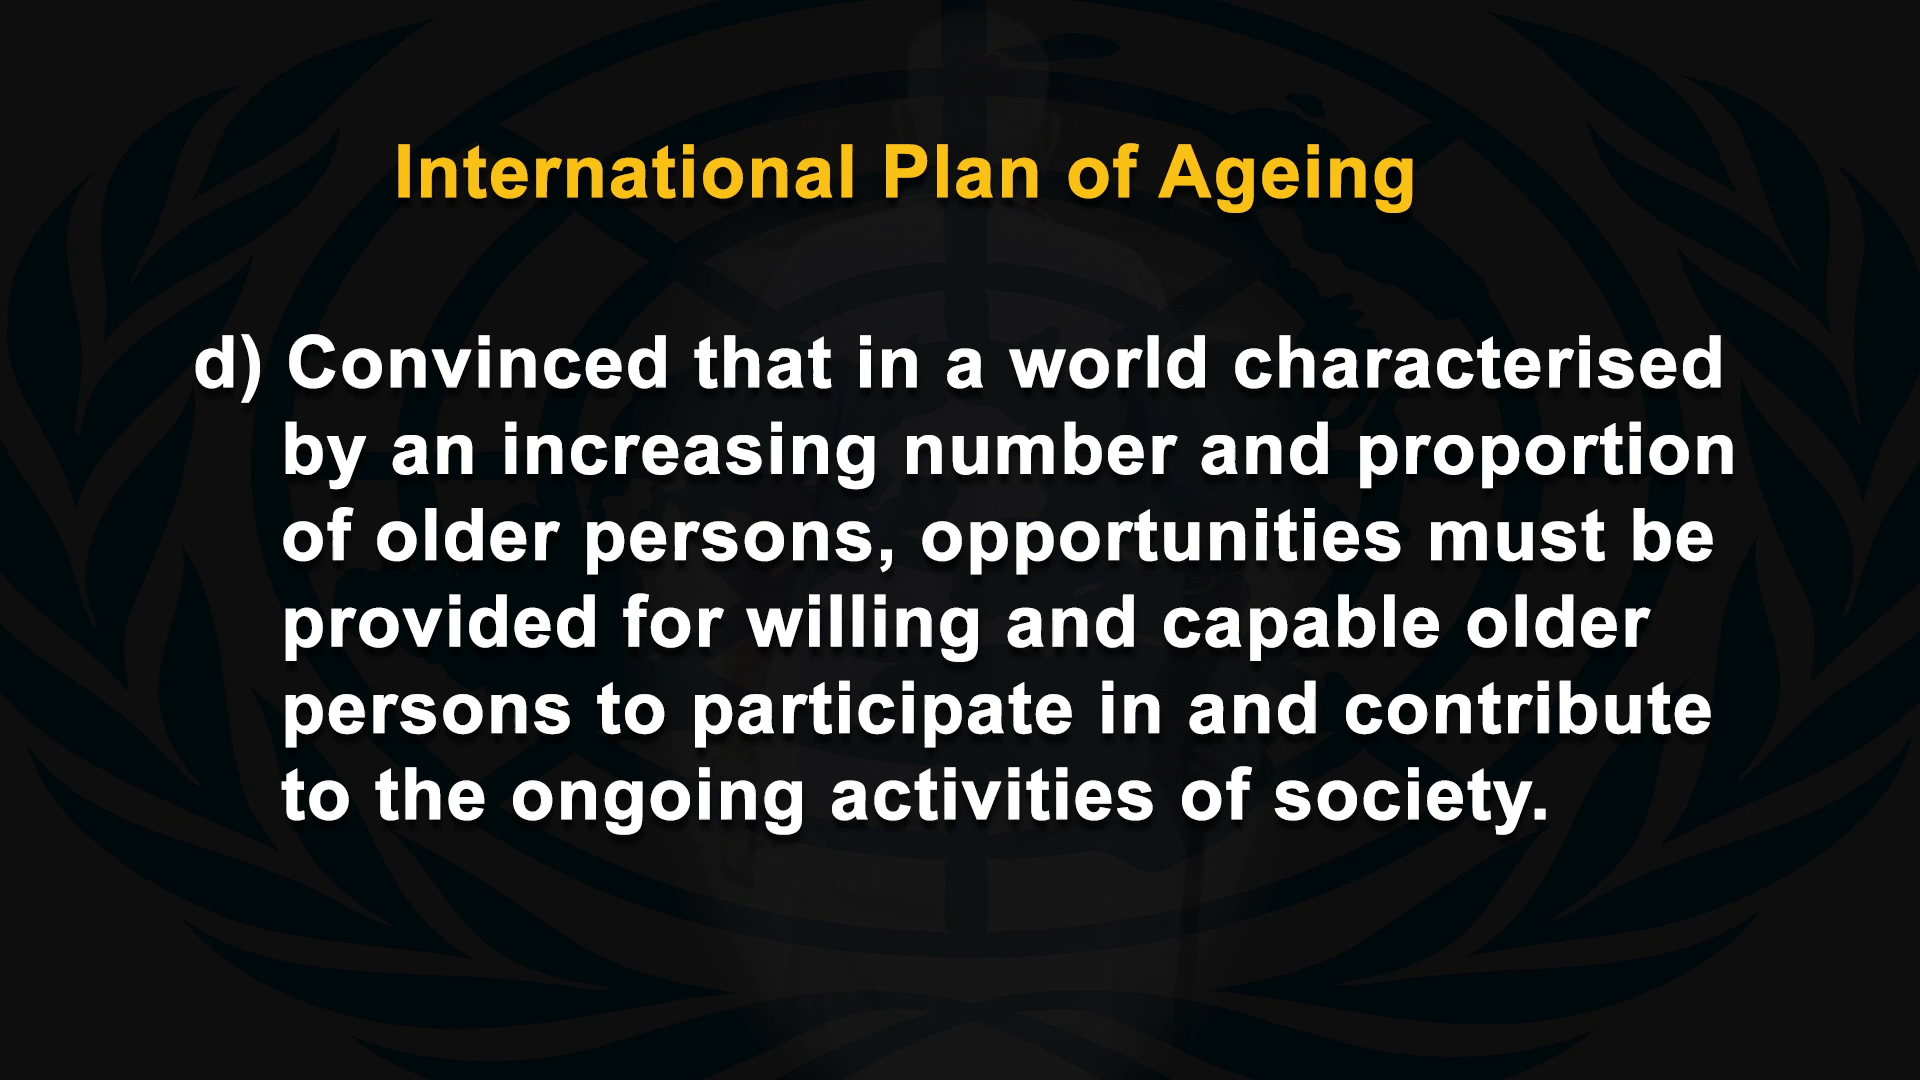 International Plan of Ageing
d) Convinced that in a world characterised
by an increasing number and proportion
of older persons, opportunities must be
provided for willing and capable older
persons to participate in and contribute
to the ongoing activities of society.